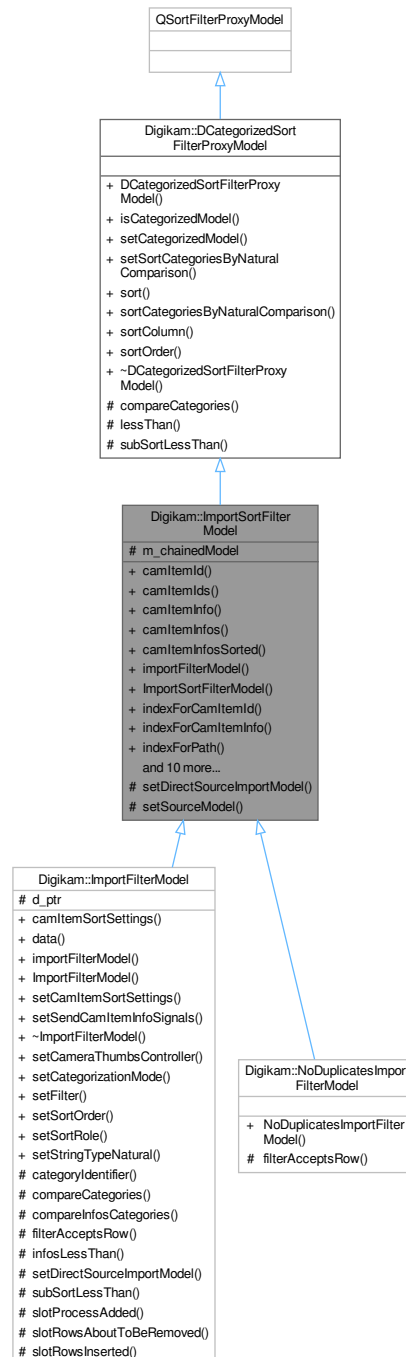 QSortFilterProxyModel
Digikam::DCategorizedSort
FilterProxyModel
+ DCategorizedSortFilterProxy
Model()
+ isCategorizedModel()
+ setCategorizedModel()
+ setSortCategoriesByNatural
Comparison()
+ sort()
+ sortCategoriesByNaturalComparison()
+ sortColumn()
+ sortOrder()
+ ~DCategorizedSortFilterProxy
Model()
# compareCategories()
# lessThan()
# subSortLessThan()
Digikam::ImportSortFilter
Model
# m_chainedModel
+ camItemId()
+ camItemIds()
+ camItemInfo()
+ camItemInfos()
+ camItemInfosSorted()
+ importFilterModel()
+ ImportSortFilterModel()
+ indexForCamItemId()
+ indexForCamItemInfo()
+ indexForPath()
and 10 more...
# setDirectSourceImportModel()
# setSourceModel()
Digikam::ImportFilterModel
# d_ptr
+ camItemSortSettings()
+ data()
+ importFilterModel()
+ ImportFilterModel()
+ setCamItemSortSettings()
+ setSendCamItemInfoSignals()
+ ~ImportFilterModel()
+ setCameraThumbsController()
+ setCategorizationMode()
+ setFilter()
+ setSortOrder()
+ setSortRole()
+ setStringTypeNatural()
# categoryIdentifier()
# compareCategories()
# compareInfosCategories()
# filterAcceptsRow()
# infosLessThan()
# setDirectSourceImportModel()
# subSortLessThan()
# slotProcessAdded()
# slotRowsAboutToBeRemoved()
# slotRowsInserted()
Digikam::NoDuplicatesImpor
FilterModel
+ NoDuplicatesImportFilter
Model()
# filterAcceptsRow()